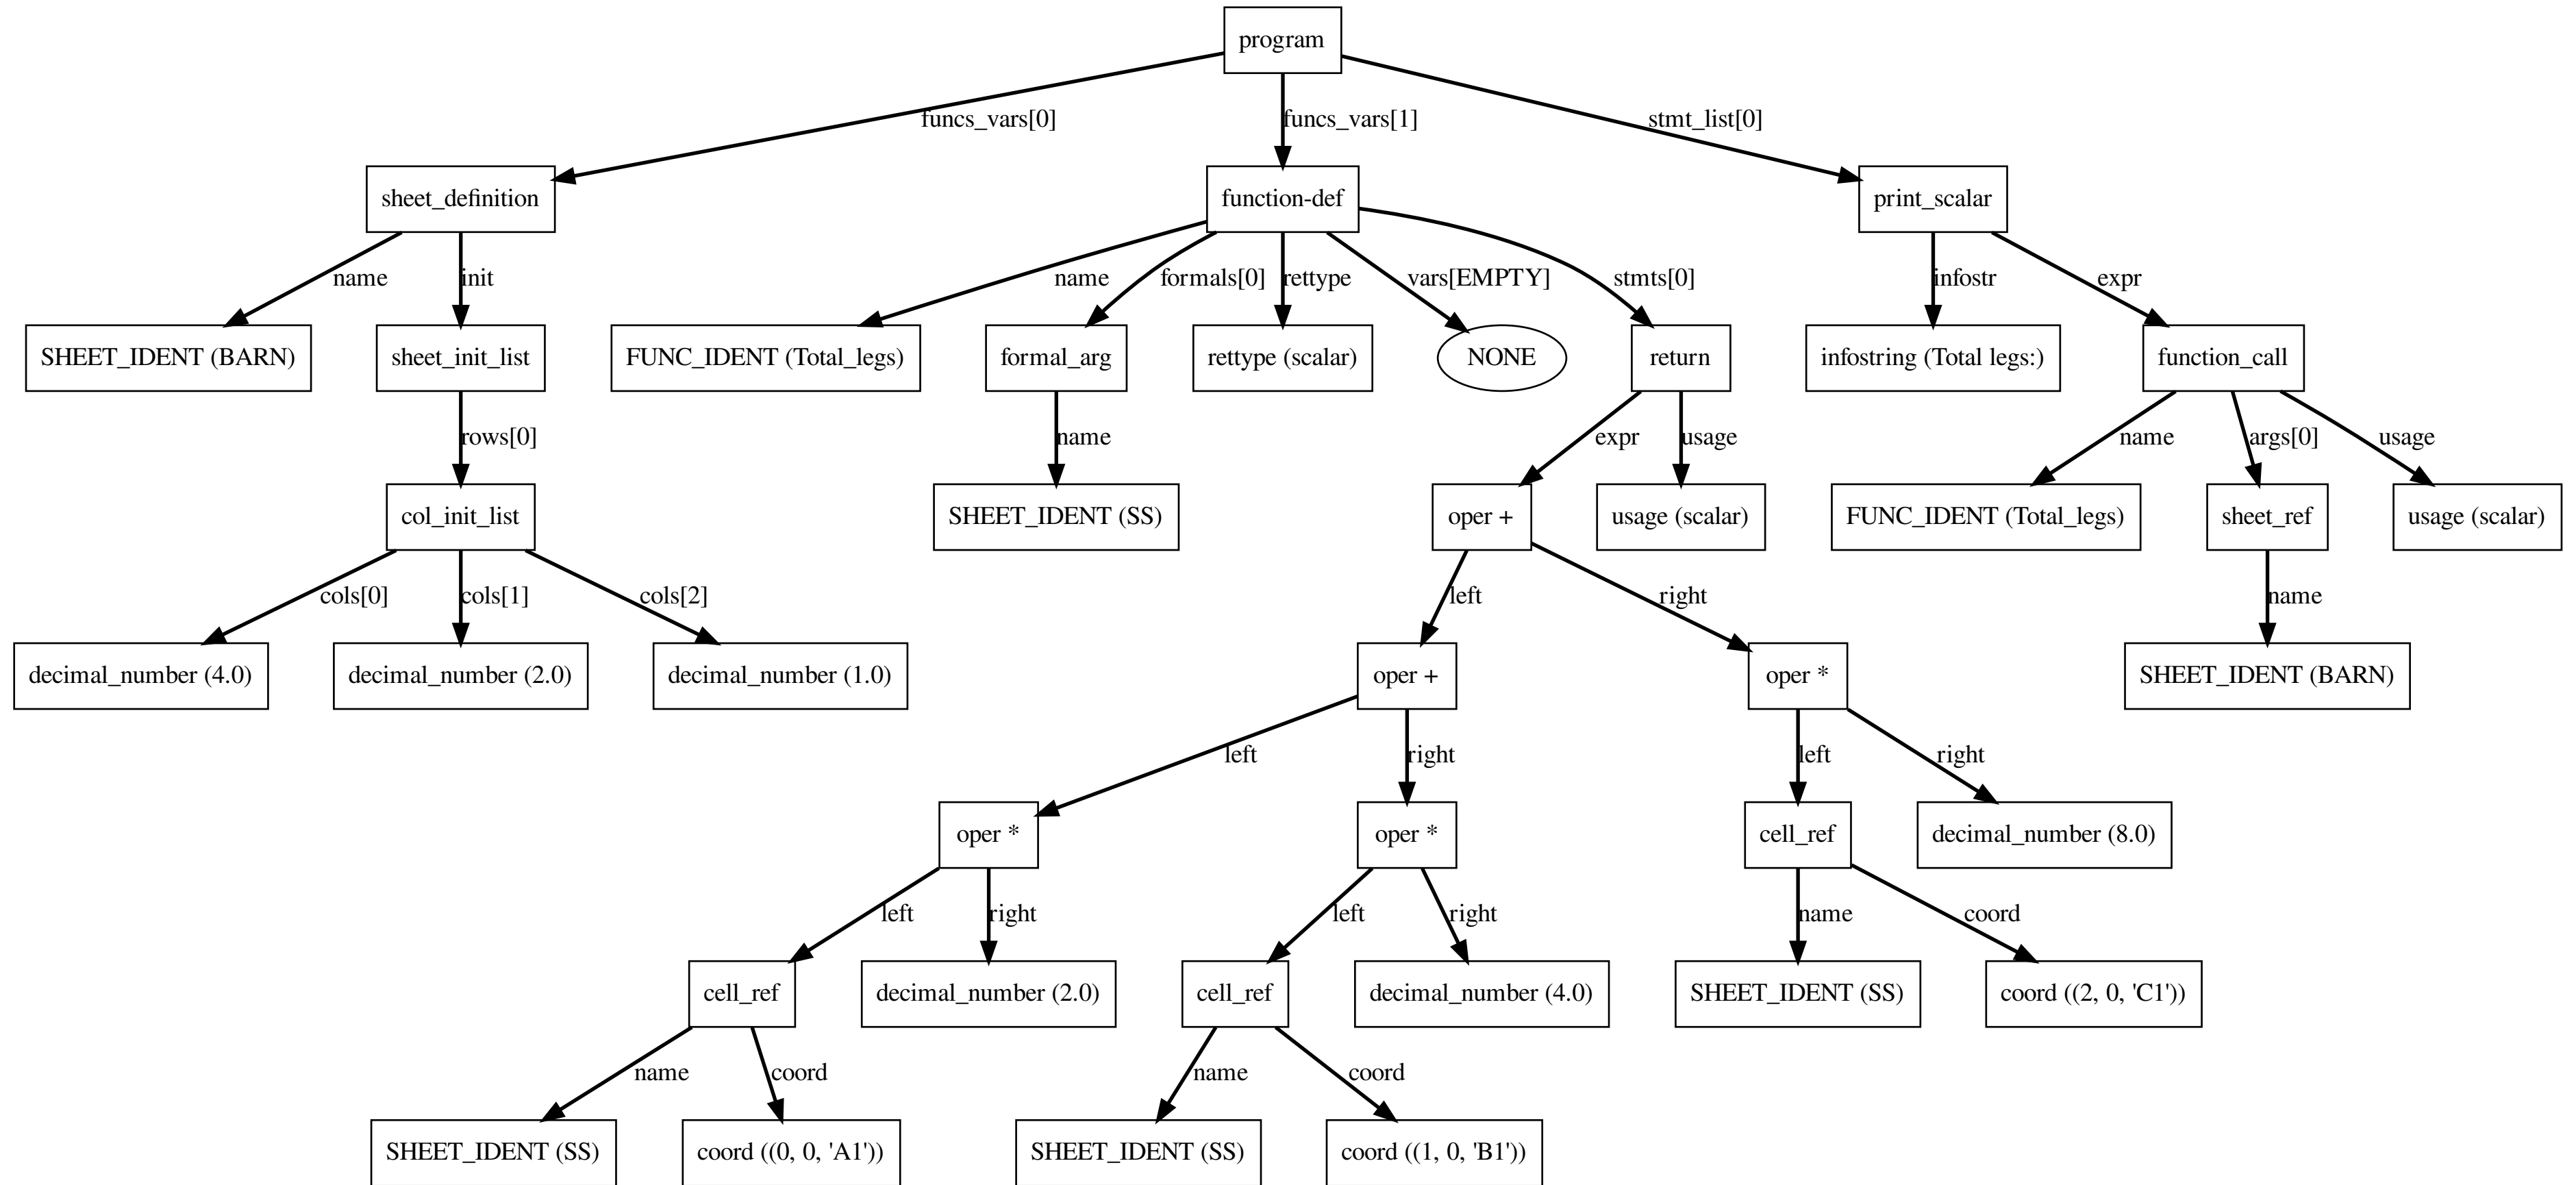 program
funcs_vars[0]
funcs_vars[1]
stmt_list[0]
sheet_definition
function-def
print_scalar
name
init
name
formals[0]
rettype
vars[EMPTY]
stmts[0]
infostr
expr
SHEET_IDENT (BARN)
sheet_init_list
FUNC_IDENT (Total_legs)
formal_arg
rettype (scalar)
NONE
return
infostring (Total legs:)
function_call
rows[0]
name
expr
usage
name
args[0]
usage
col_init_list
SHEET_IDENT (SS)
oper +
usage (scalar)
FUNC_IDENT (Total_legs)
sheet_ref
usage (scalar)
cols[0]
cols[1]
cols[2]
left
right
name
decimal_number (4.0)
decimal_number (2.0)
decimal_number (1.0)
oper +
oper *
SHEET_IDENT (BARN)
left
right
left
right
oper *
oper *
cell_ref
decimal_number (8.0)
left
right
left
right
name
coord
cell_ref
decimal_number (2.0)
cell_ref
decimal_number (4.0)
SHEET_IDENT (SS)
coord ((2, 0, 'C1'))
name
coord
name
coord
SHEET_IDENT (SS)
coord ((0, 0, 'A1'))
SHEET_IDENT (SS)
coord ((1, 0, 'B1'))